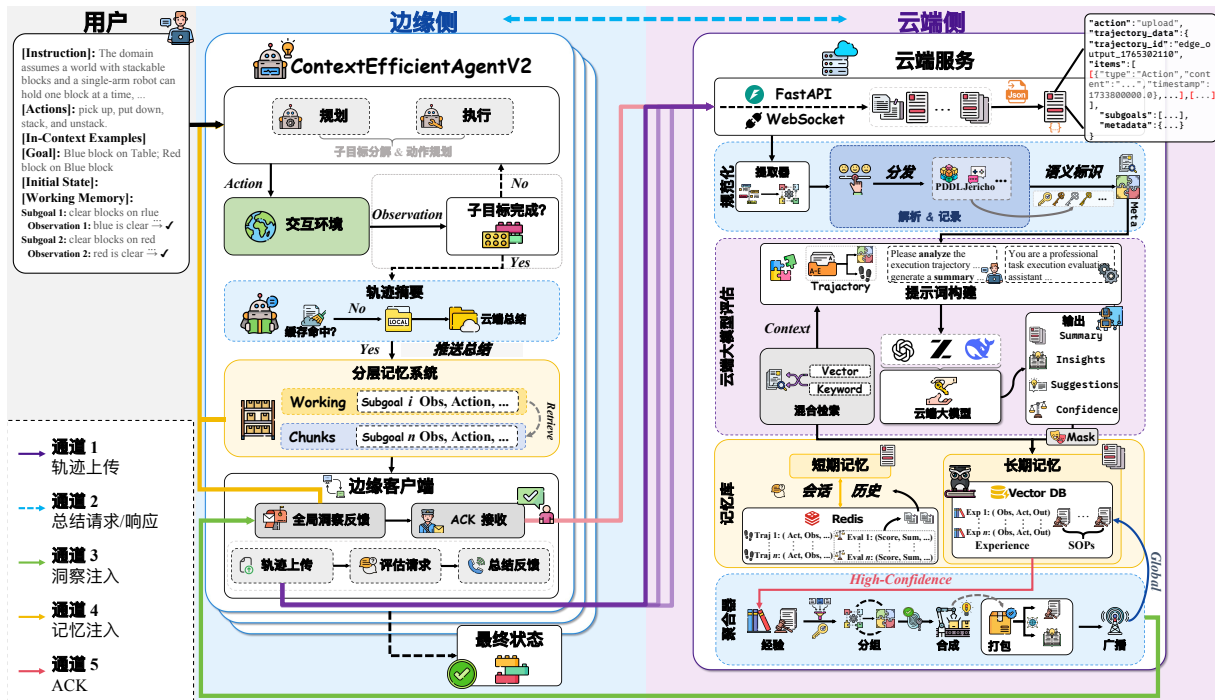 用户
[Instruction]: The domain
assumes a world with stackable
blocks and a single-arm robot can
hold one block at a time, ...
[Actions]: pick up, put down,
stack, and unstack.
[In-Context Examples]
[Goal]: Blue block on Table; Red
block on Blue block
[Initial State]:
[Working Memory]:
Subgoal 1: clear blocks on rlue
Observation 1: blue is clear ✓
Subgoal 2: clear blocks on red
Observation 2: red is clear ✓
通道 1
轨迹上传
通道 2
总结请求/响应
通道 3
洞察注入
通道 4
记忆注入
通道 5
ACK
边缘侧
ContextEfficientAgentV2
规划
执行
子目标分解 & 动作规划
Action
No
交互环境
Observation
子目标完成?
Yes
轨迹摘要
缓存命中?
No
LOCAL
云端总结
Yes
推送总结
分层记忆系统
Working
Subgoal i Obs, Action, ...
Chunks
Subgoal n Obs, Action, ...
Retrieve
边缘客户端
全局洞察反馈
ACK 接收
轨迹上传
评估请求
总结反馈
最终状态
云端侧
云端服务
FastAPI
WebSocket
...
Json
{ }
"action":"upload",
"trajectory_data":{
"trajectory_id":"edge_o
utput_1765302110",
"items":[
[{"type":"Action","cont
ent":"...","timestamp":
1733800000.0},...],[...]
],
"subgoals":[...],
"metadata":{...}
}
规范化
提取器
分发
PDDL Jericho ...
解析 & 记录
语义标识
...
Meta
云端大模型评估
Trajactory
A-E
Please analyze the
execution trajectory ...
generate a summary ...
You are a professional
task execution evaluation
assistant ...
提示词构建
Context
Vector
Keyword
混合检索
云端大模型
输出
Summary
Insights
Suggestions
Confidence
Mask
记忆库
短期记忆
会话
历史
Redis
Traj 1: ( Act, Obs, ...)
Eval 1: (Score, Sum, ...)
Traj n: ( Act, Obs, ...)
Eval n: (Score, Sum, ...)
长期记忆
Vector DB
Exp 1: ( Obs, Act, Out)
Exp n: ( Obs, Act, Out)
Experience
...
SOPs
Global
High-Confidence
聚合器
经验
分组
合成
打包
广播